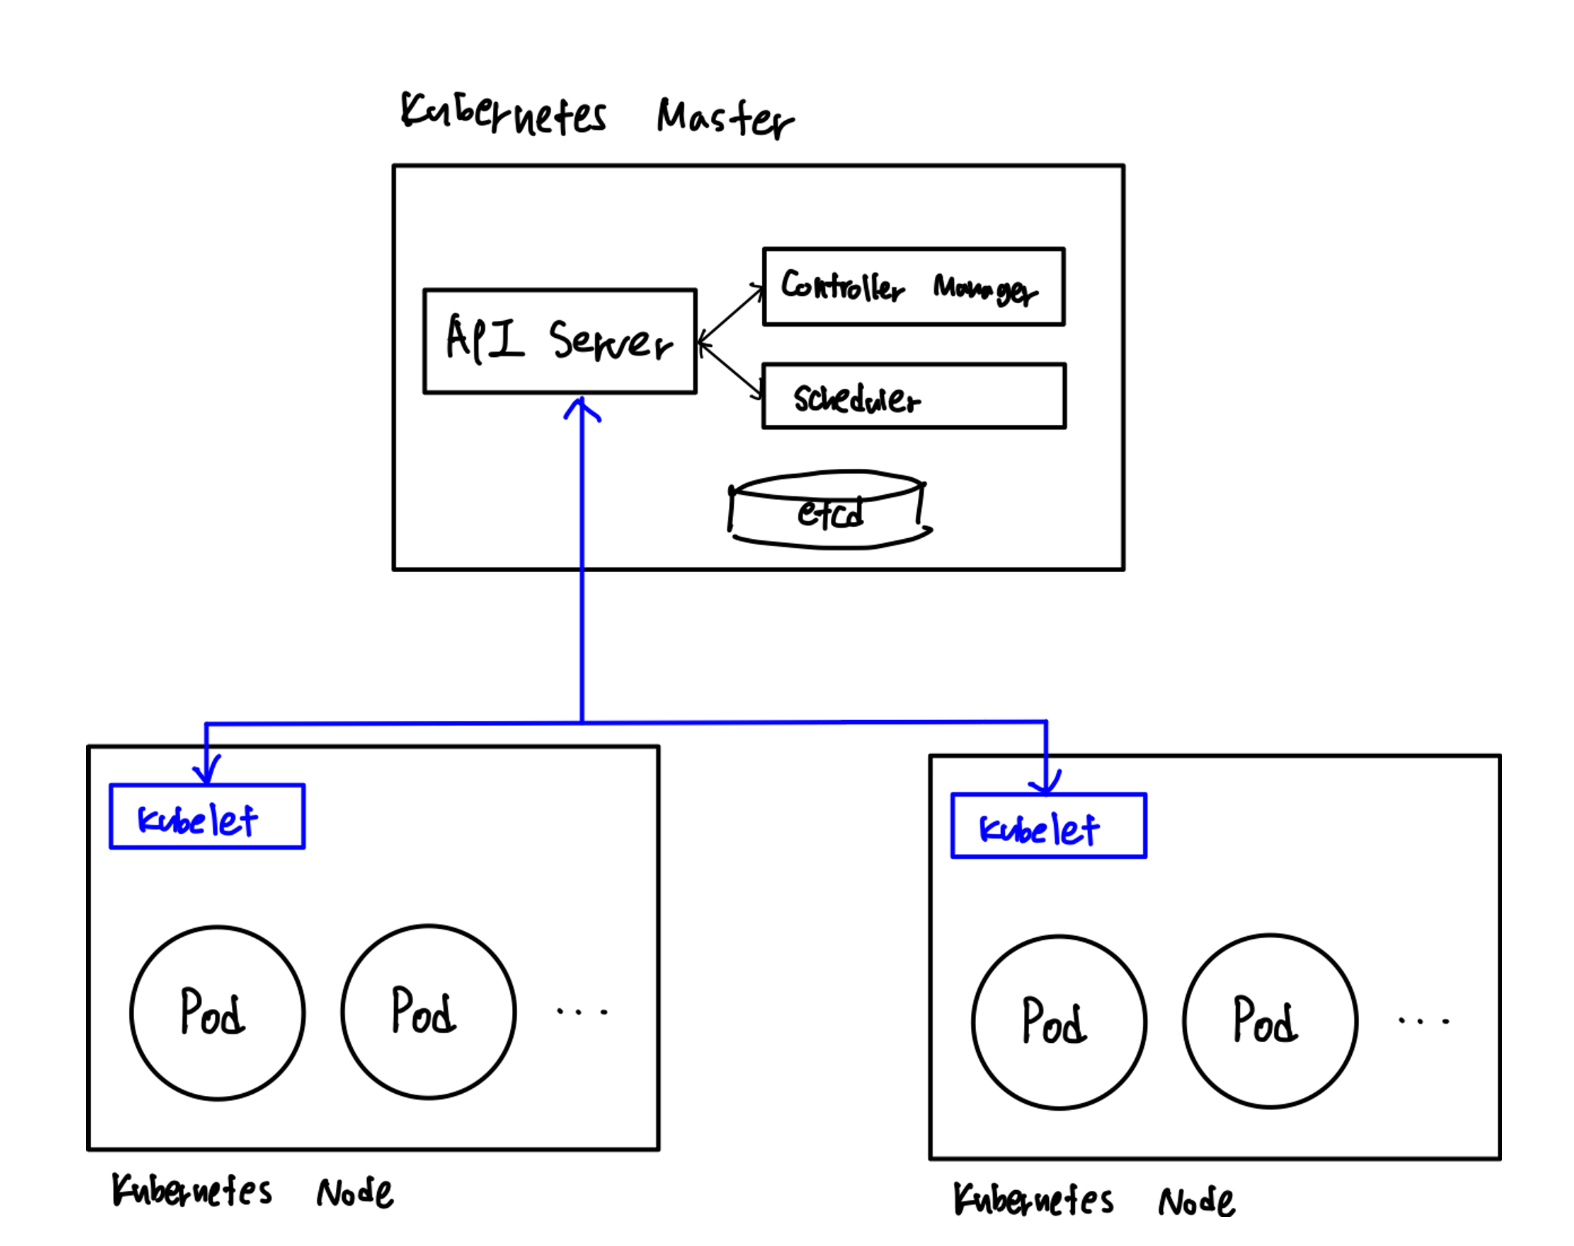 Kubernetes Master
Controller Manager
API Server
Scheduler
etcd
Kubelet
Kubelet
Pod
Pod
...
Pod
Pod
...
Kubernetes Node
Kubernetes Node